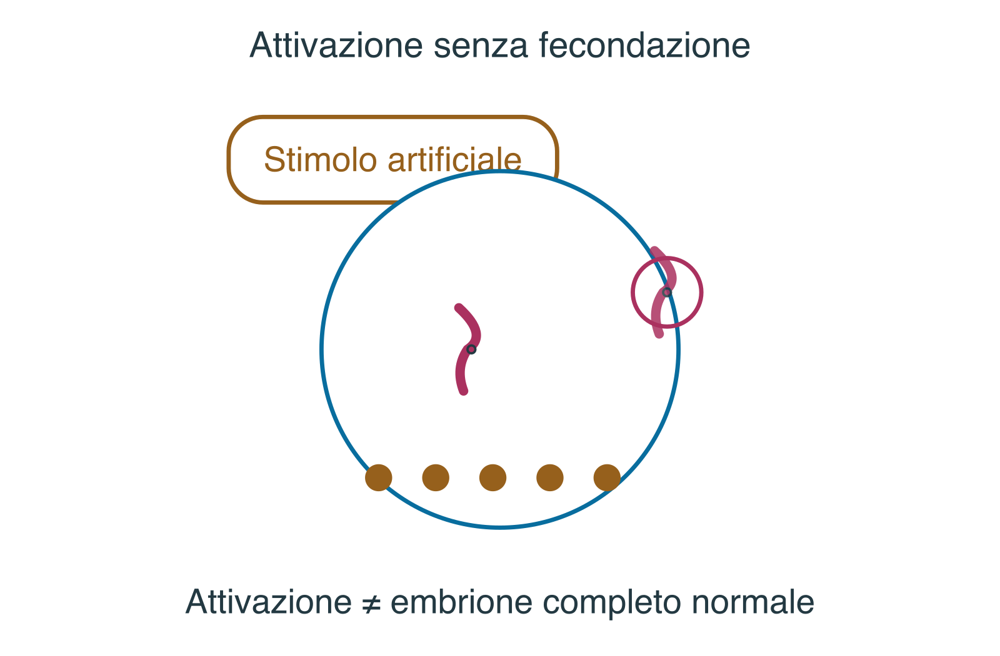 Attivazione senza fecondazione
Stimolo artificiale
Attivazione ≠ embrione completo normale